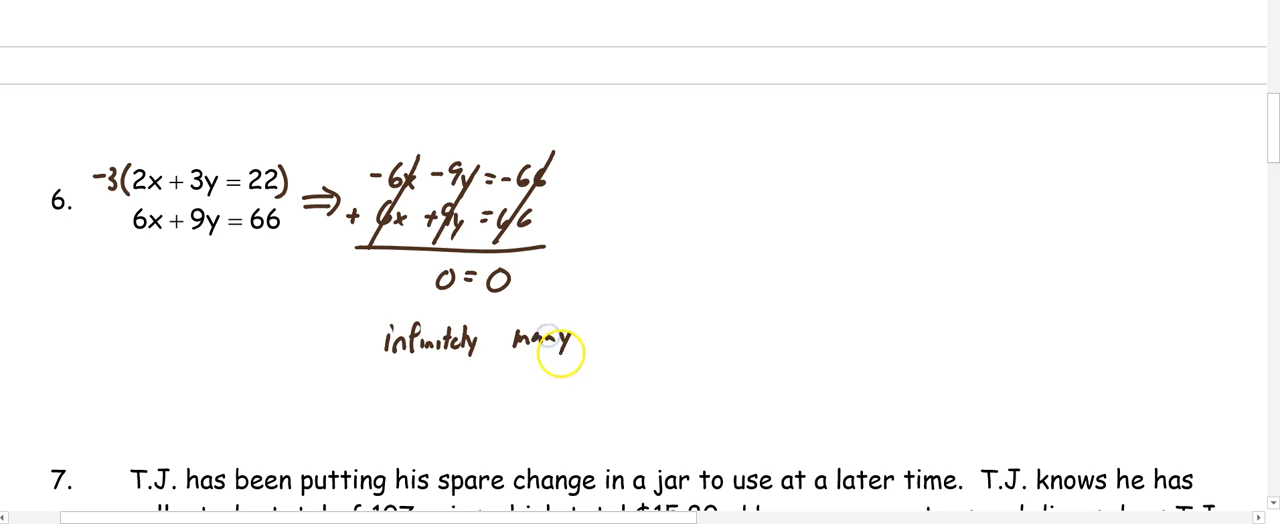 6. -3(2x + 3y = 22) ⇒ -6x - 9y = -66
6x + 9y = 66 + 6x + 9y = 66
0 = 0
infinitely many
7. T.J. has been putting his spare change in a jar to use at a later time. T.J. knows he has